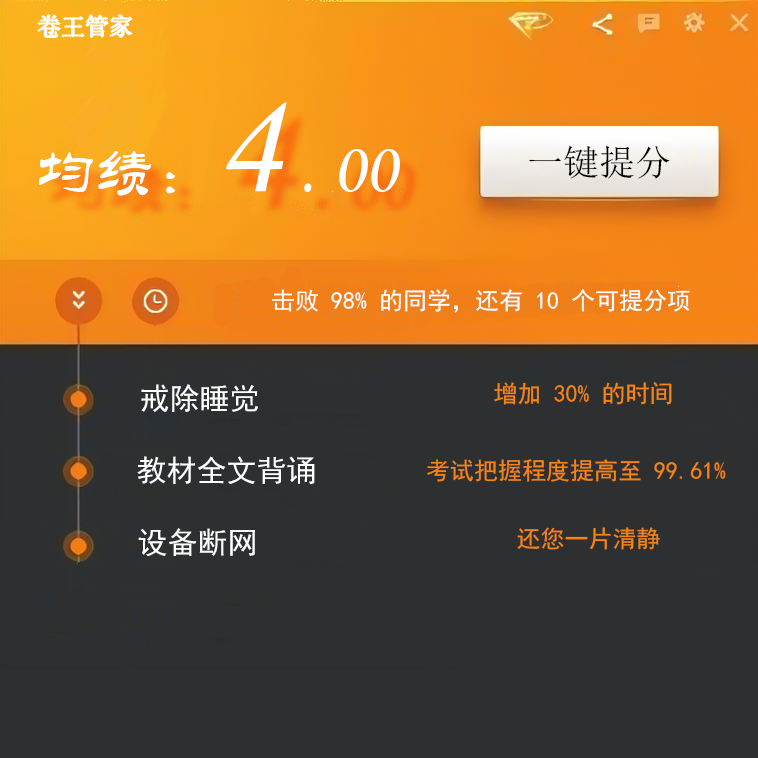 卷王管家
均绩：4.00
一键提分
击败 98% 的同学，还有 10 个可提分项
戒除睡觉 增加 30% 的时间
教材全文背诵 考试把握程度提高至 99.61%
设备断网 还您一片清静